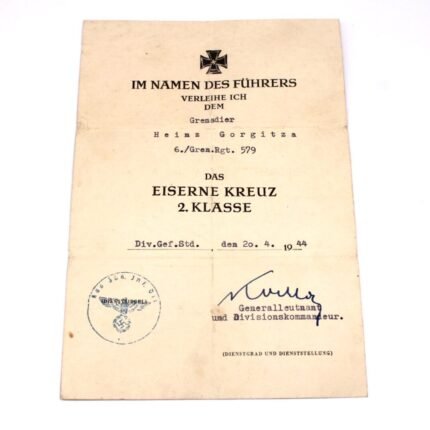 IM NAMEN DES FÜHRERS
VERLEIHE ICH
DEM
Grenadier
Heinz Gorgitza
6./Gren.Rgt. 579
DAS
EISERNE KREUZ
2. KLASSE
Div.Gef.Std. , den 20. 4. 1944
Generalleutnant
und Divisionskommandeur.
(DIENSTGRAD UND DIENSTSTELLUNG)